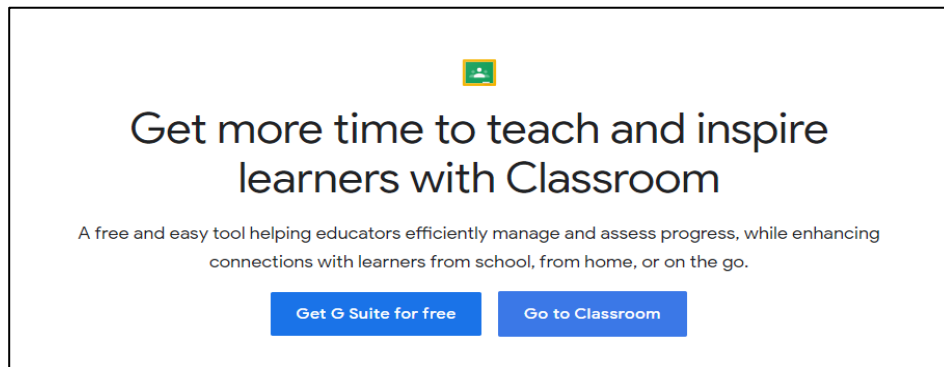 Get more time to teach and inspire
learners with Classroom
A free and easy tool helping educators efficiently manage and assess progress, while enhancing
connections with learners from school, from home, or on the go.
Get G Suite for free
Go to Classroom